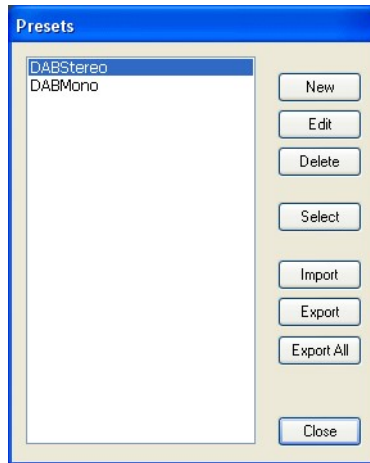 Presets
DABStereo
DABMono
New
Edit
Delete
Select
Import
Export
Export All
Close